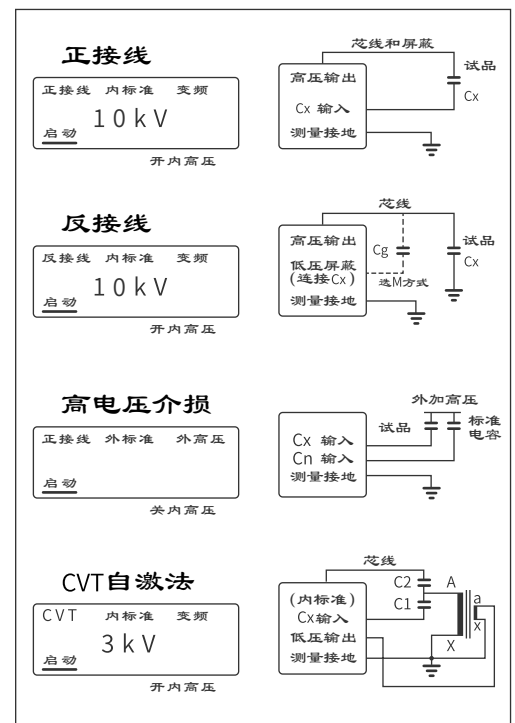 正接线
正接线 内标准 变频
10kV
启动
开内高压
芯线和屏蔽
高压输出
Cx 输入
测量接地
试品
Cx
反接线
反接线 内标准 变频
10kV
启动
开内高压
芯线
高压输出
低压屏蔽
(连接Cx)
测量接地
Cg
选M方式
试品
Cx
高电压介损
正接线 外标准 外高压
启动
关内高压
外加高压
试品
标准
电容
Cx 输入
Cn 输入
测量接地
CVT自激法
CVT 内标准 变频
3kV
启动
开内高压
芯线
(内标准)
Cx输入
低压输出
测量接地
C2
C1
A
X
a
x